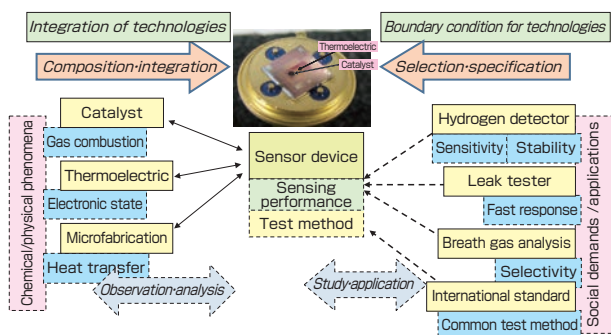 Integration of technologies
Boundary condition for technologies
Composition·integration
Thermoelectric
Catalyst
Selection·specification
Chemical/physical phenomena
Catalyst
Gas combustion
Thermoelectric
Electronic state
Microfabrication
Heat transfer
Sensor device
Sensing
performance
Test method
Hydrogen detector
Sensitivity
Stability
Leak tester
Fast response
Breath gas analysis
Selectivity
International standard
Common test method
Social demands /applications
Observation·analysis
Study·application